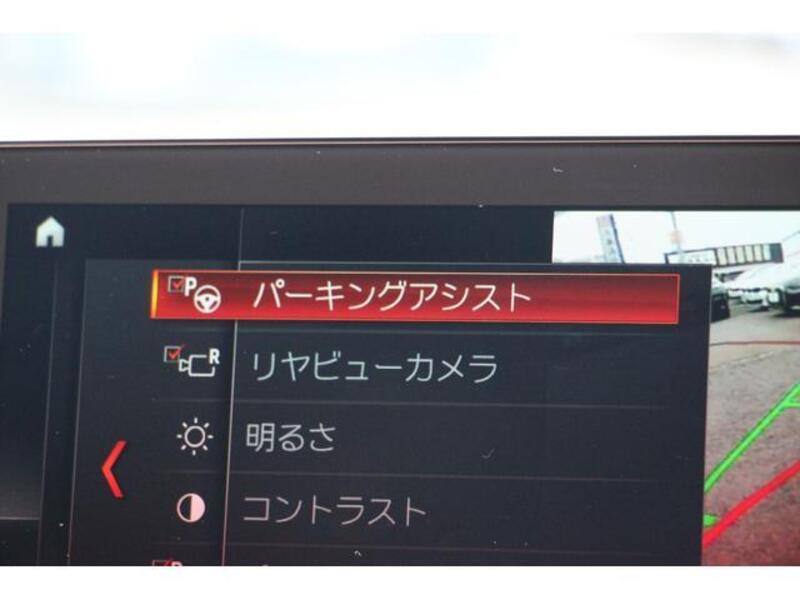 P パーキングアシスト
R リヤビューカメラ
明るさ
コントラスト